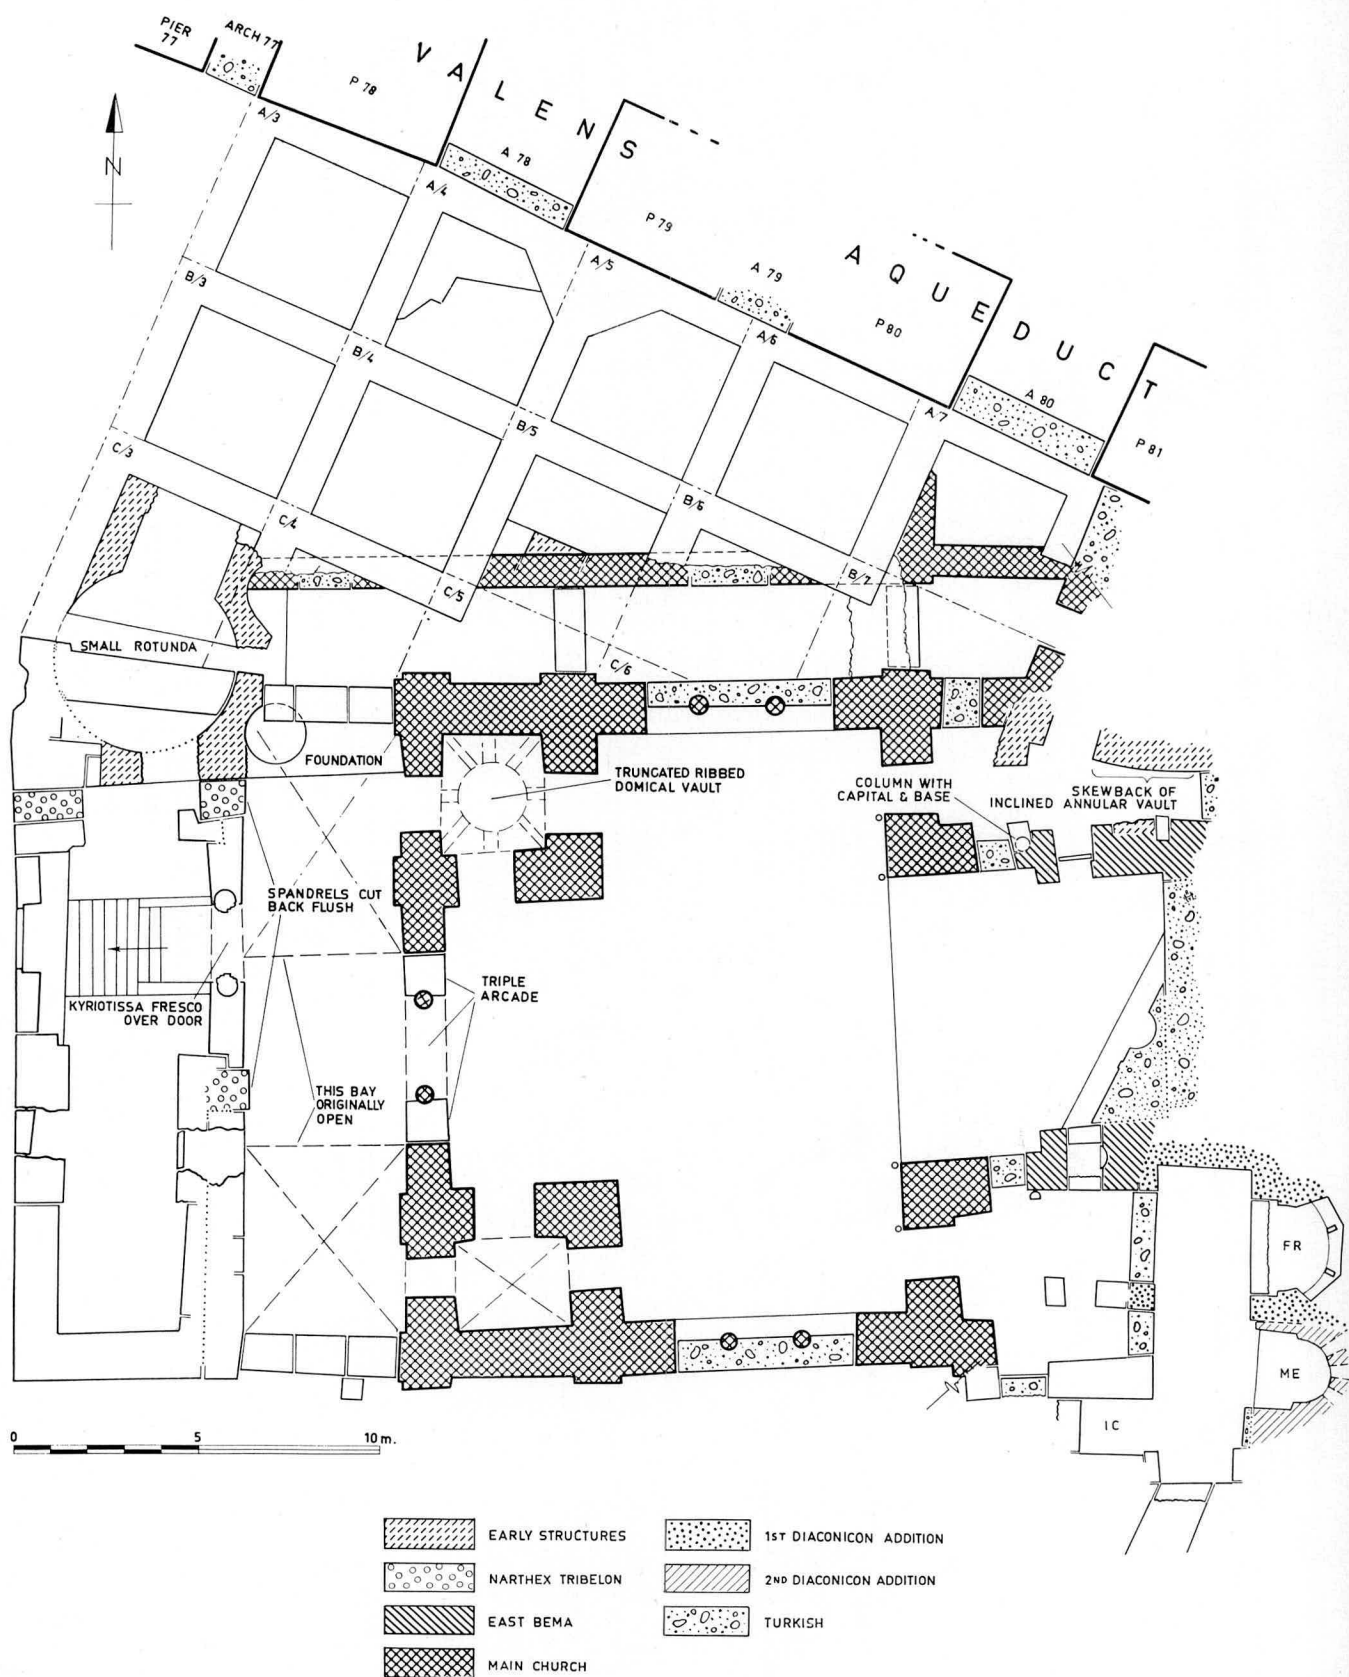 PIER
77
ARCH 77
P 78
VALENS
A 78
P 79
A 79
AQUEDUCT
P 80
A 80
P 81
N
A/3
A/4
A/5
A/6
A/7
B/3
B/4
B/5
B/6
B/7
C/3
C/4
C/5
C/6
SMALL ROTUNDA
FOUNDATION
TRUNCATED RIBBED
DOMICAL VAULT
COLUMN WITH
CAPITAL & BASE
SKEWBACK OF
INCLINED ANNULAR VAULT
SPANDRELS CUT
BACK FLUSH
KYRIOTISSA FRESCO
OVER DOOR
TRIPLE
ARCADE
THIS BAY
ORIGINALLY
OPEN
FR
ME
IC
0 5 10 m.
EARLY STRUCTURES
NARTHEX TRIBELON
EAST BEMA
MAIN CHURCH
1ST DIACONICON ADDITION
2ND DIACONICON ADDITION
TURKISH